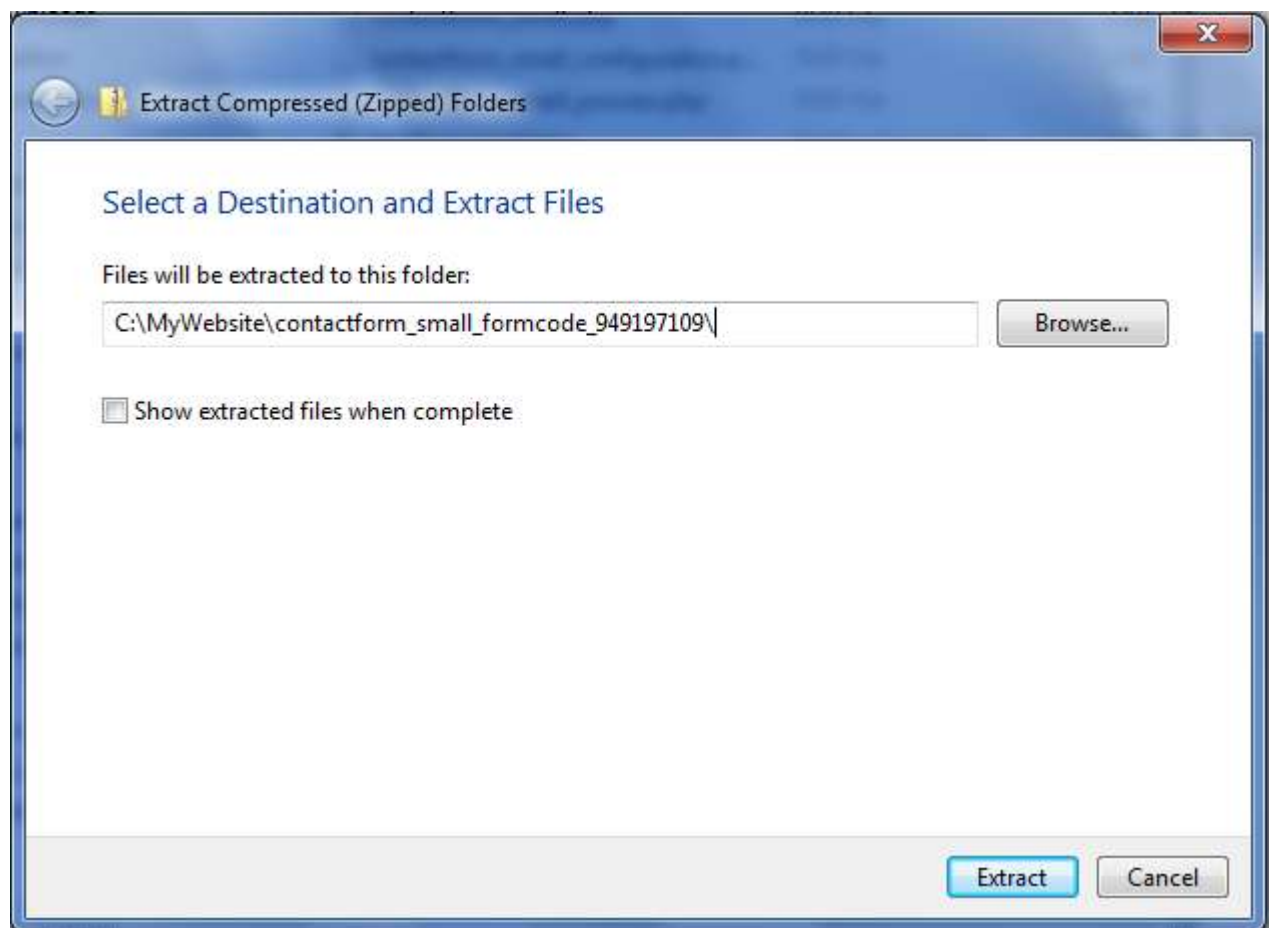 Extract Compressed (Zipped) Folders
Select a Destination and Extract Files
Files will be extracted to this folder:
C:\MyWebsite\contactform_small_formcode_949197109\
Browse...
Show extracted files when complete
Extract
Cancel